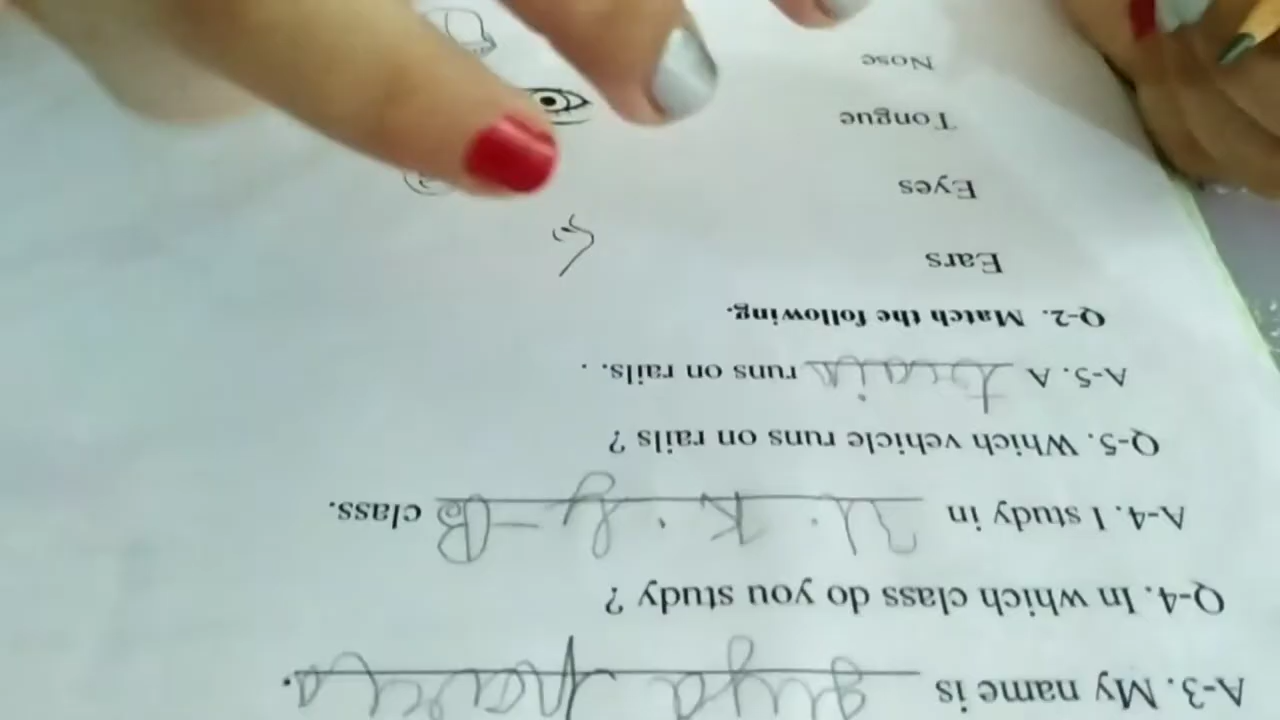 A-3. My name is
Q-4. In which class do you study ?
A-4. I study in U. K. g - B class.
Q-5. Which vehicle runs on rails ?
A-5. A train runs on rails. .
Q-2. Match the following.
Ears
Eyes
Tongue
Nose